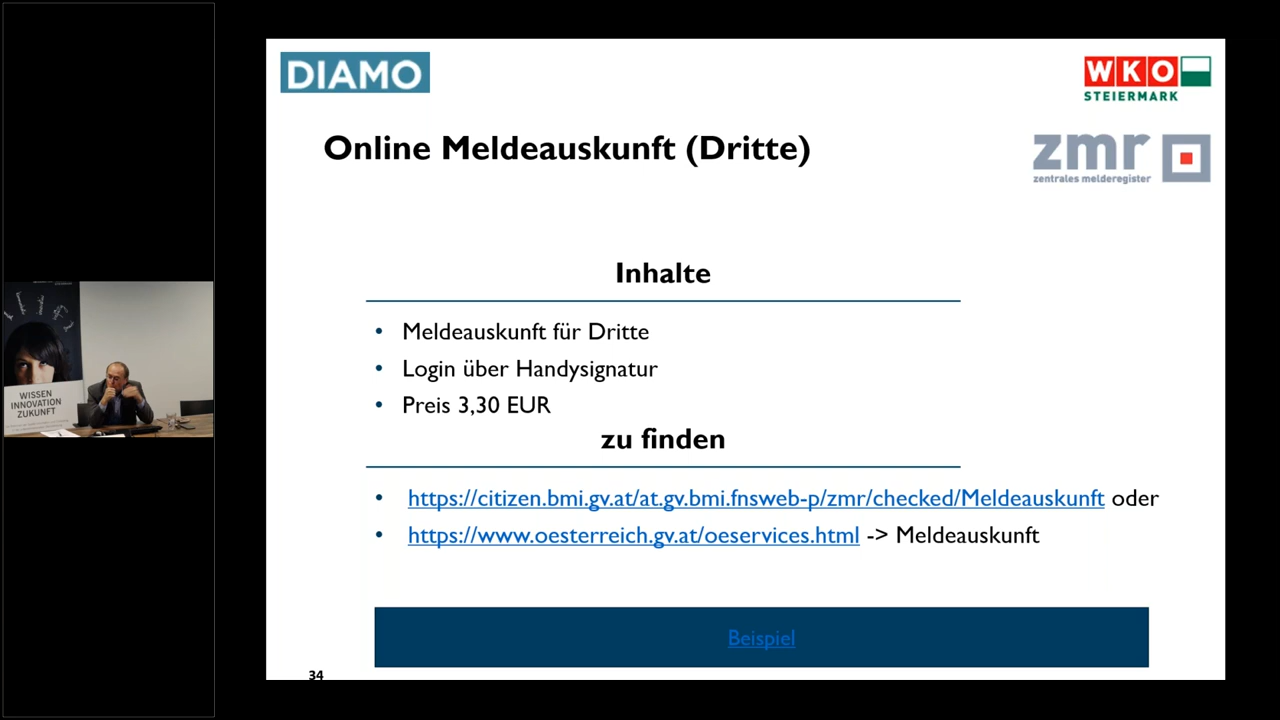 DIAMO
WKO
STEIERMARK
Online Meldeauskunft (Dritte)
zmr
zentrales melderegister
Inhalte
• Meldeauskunft für Dritte
• Login über Handysignatur
• Preis 3,30 EUR
zu finden
• https://citizen.bmi.gv.at/at.gv.bmi.fnsweb-p/zmr/checked/Meldeauskunft oder
• https://www.oesterreich.gv.at/oeservices.html -> Meldeauskunft
Beispiel
34
WISSEN
INNOVATION
ZUKUNFT